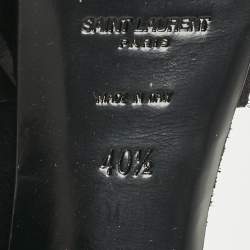 SAINT LAURENT
PARIS
MADE IN ITALY
40½